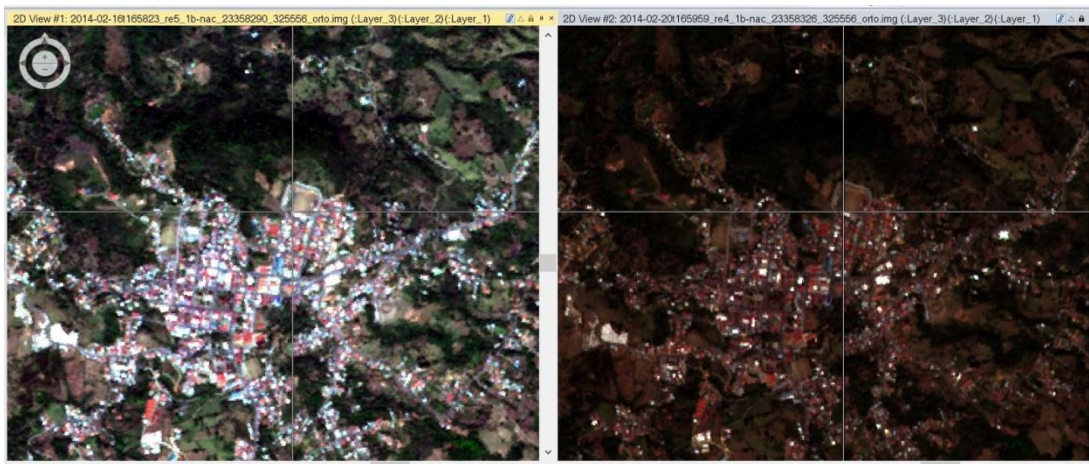 2D View #1: 2014-02-16t165823_re5_1b-nac_23358290_325556_orto.img (:Layer_3)(:Layer_2)(:Layer_1)
2D View #2: 2014-02-20t165959_re4_1b-nac_23358326_325556_orto.img (:Layer_3)(:Layer_2)(:Layer_1)